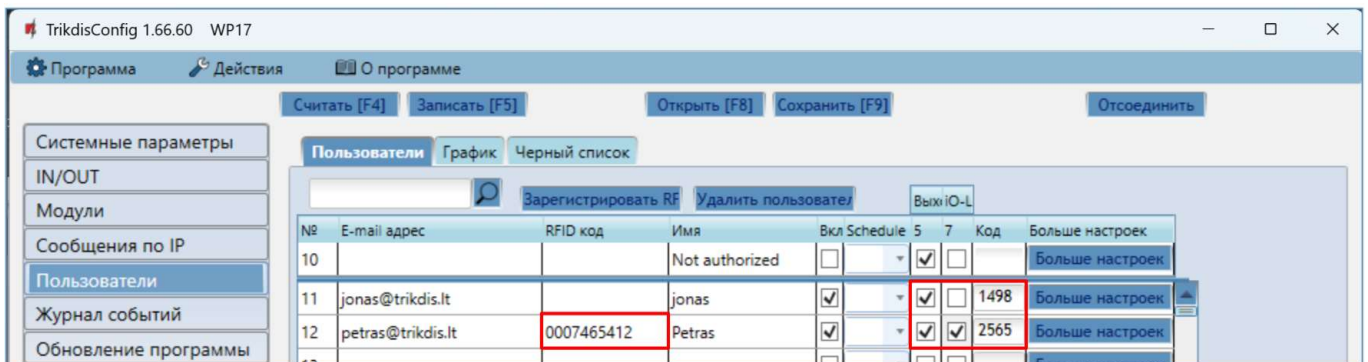 TrikdisConfig 1.66.60 WP17
Программа Действия О программе
Считать [F4] Записать [F5] Открыть [F8] Сохранить [F9] Отсоединить
Системные параметры
IN/OUT
Модули
Сообщения по IP
Пользователи
Журнал событий
Обновление программы
Пользователи График Черный список
Зарегистрировать RF Удалить пользовател Вых iO-L
№ E-mail адрес RFID код Имя Вкл Schedule 5 7 Код Больше настроек
10 Not authorized Больше настроек
11 jonas@trikdis.lt jonas 1498 Больше настроек
12 petras@trikdis.lt 0007465412 Petras 2565 Больше настроек